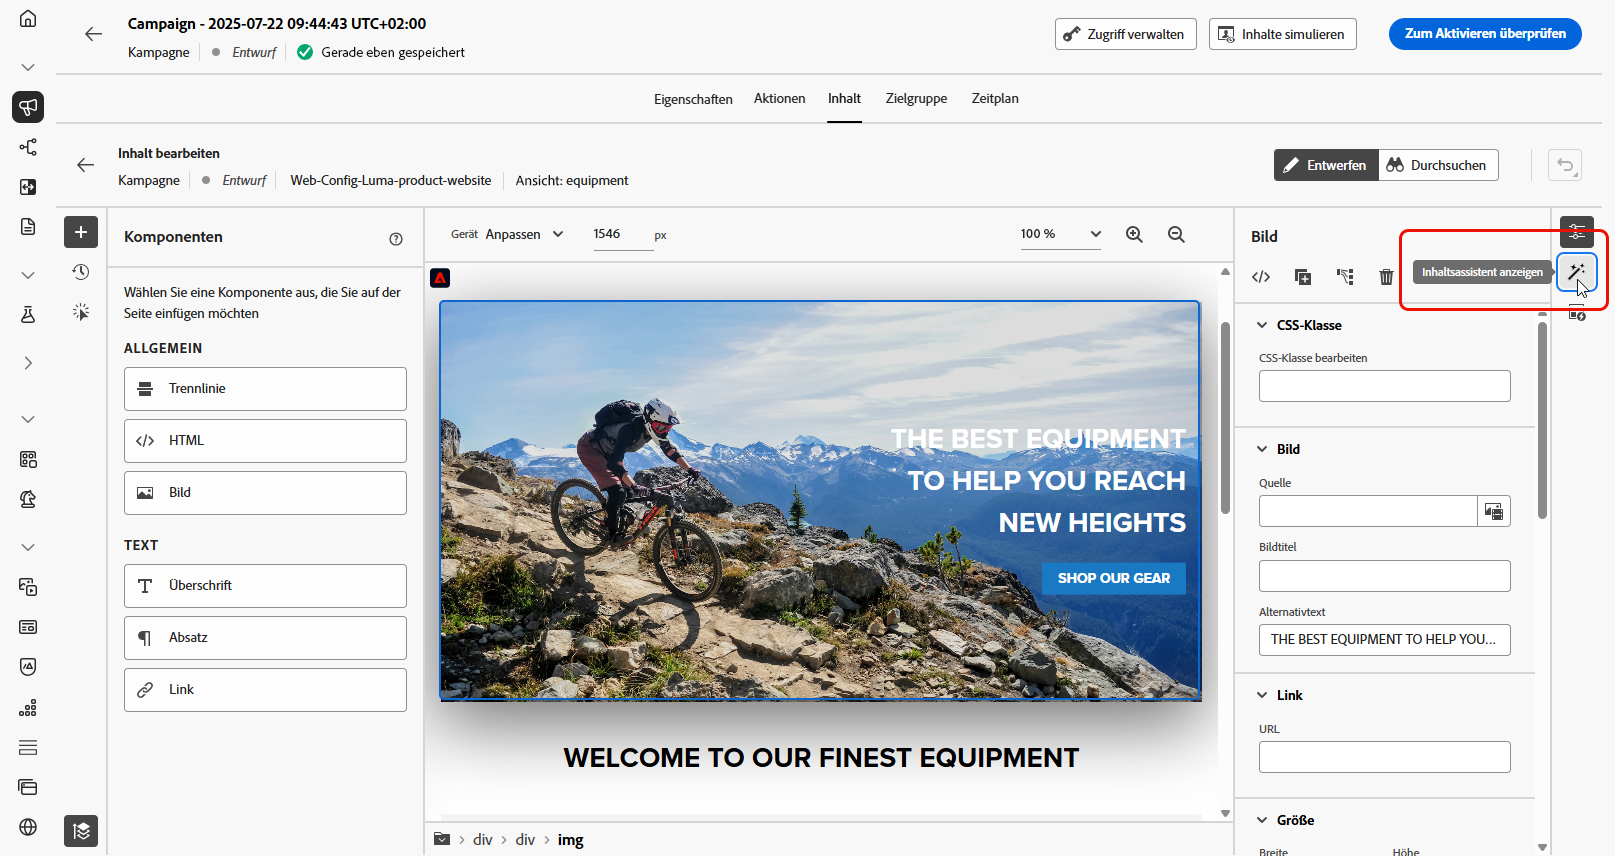 Campaign - 2025-07-22 09:44:43 UTC+02:00
Kampagne Entwurf Gerade eben gespeichert
Zugriff verwalten
Inhalte simulieren
Zum Aktivieren überprüfen
Eigenschaften Aktionen Inhalt Zielgruppe Zeitplan
Inhalt bearbeiten
Kampagne Entwurf Web-Config-Luma-product-website Ansicht: equipment
Entwerfen Durchsuchen
Komponenten
Wählen Sie eine Komponente aus, die Sie auf der
Seite einfügen möchten
ALLGEMEIN
Trennlinie
HTML
Bild
TEXT
Überschrift
Absatz
Link
Gerät Anpassen 1546 px 100 %
THE BEST EQUIPMENT
TO HELP YOU REACH
NEW HEIGHTS
SHOP OUR GEAR
WELCOME TO OUR FINEST EQUIPMENT
div div img
Bild
Inhaltsassistent anzeigen
CSS-Klasse
CSS-Klasse bearbeiten
Bild
Quelle
Bildtitel
Alternativtext
THE BEST EQUIPMENT TO HELP YOU...
Link
URL
Größe
Breite Höhe